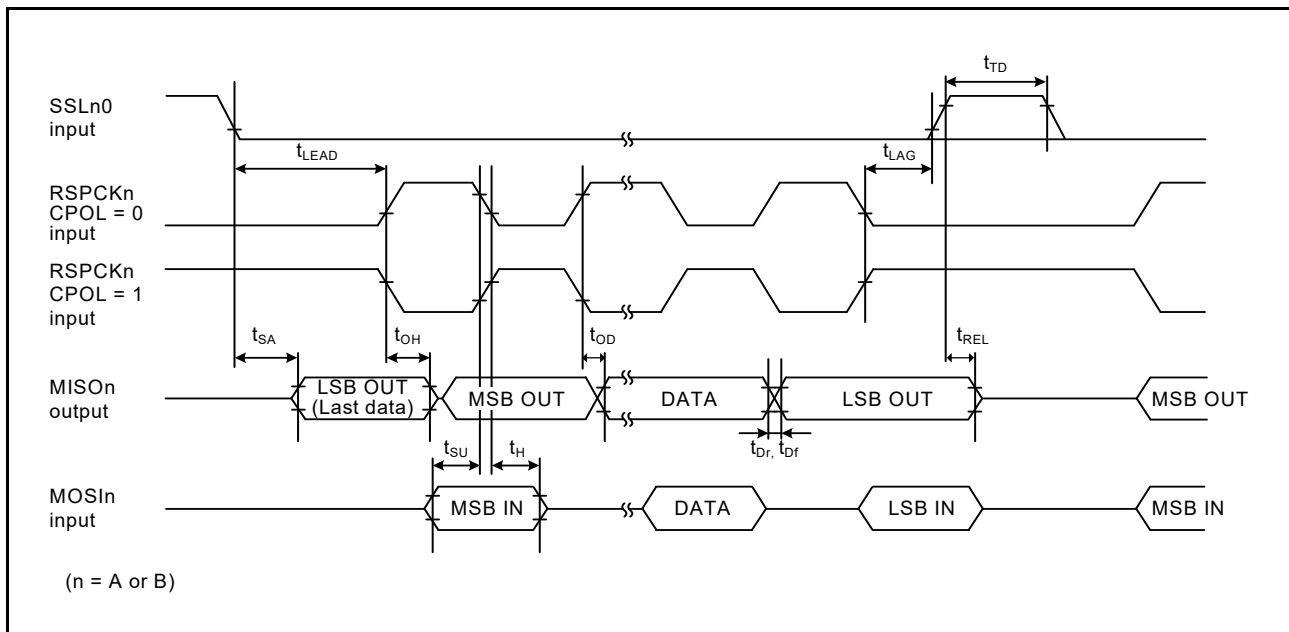 SSLn0
input
tTD
tLEAD
tLAG
RSPCKn
CPOL = 0
input
RSPCKn
CPOL = 1
input
tSA
tOH
tOD
tREL
MISOn
output
LSB OUT
(Last data)
MSB OUT
DATA
LSB OUT
MSB OUT
tSU
tH
tDr, tDf
MOSIn
input
MSB IN
DATA
LSB IN
MSB IN
(n = A or B)